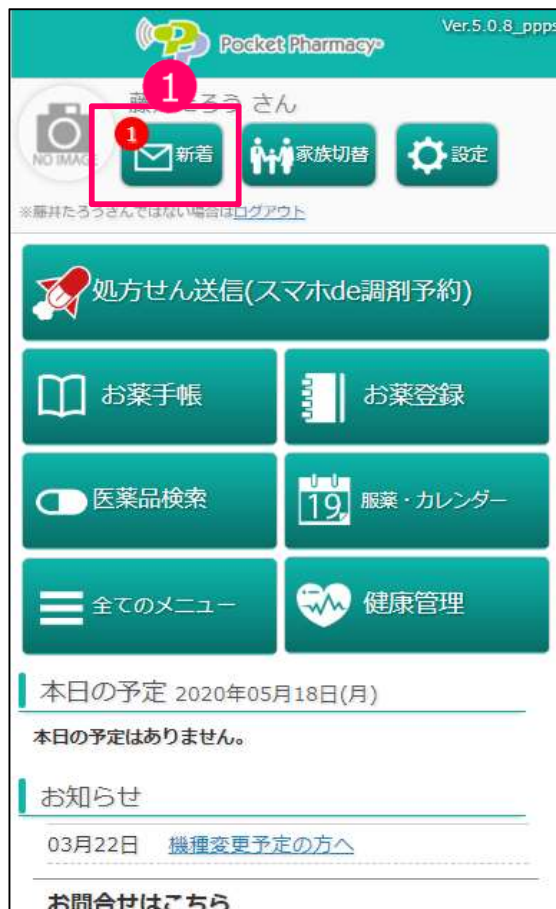 Pocket Pharmacy
Ver.5.0.8_ppps
1
藤 たろう さん
NO IMAGE
1
新着
家族切替
設定
※藤井たろうさんではない場合はログアウト
処方せん送信(スマホde調剤予約)
お薬手帳
お薬登録
医薬品検索
19
服薬・カレンダー
全てのメニュー
健康管理
本日の予定 2020年05月18日(月)
本日の予定はありません。
お知らせ
03月22日 機種変更予定の方へ
お問合せはこちら